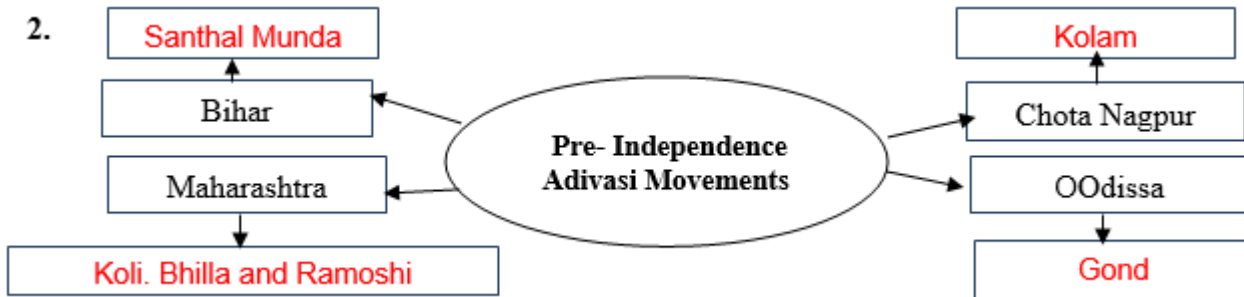 2.
Santhal Munda
Kolam
Bihar
Chota Nagpur
Pre- Independence
Adivasi Movements
Maharashtra
OOdissa
Koli. Bhilla and Ramoshi
Gond